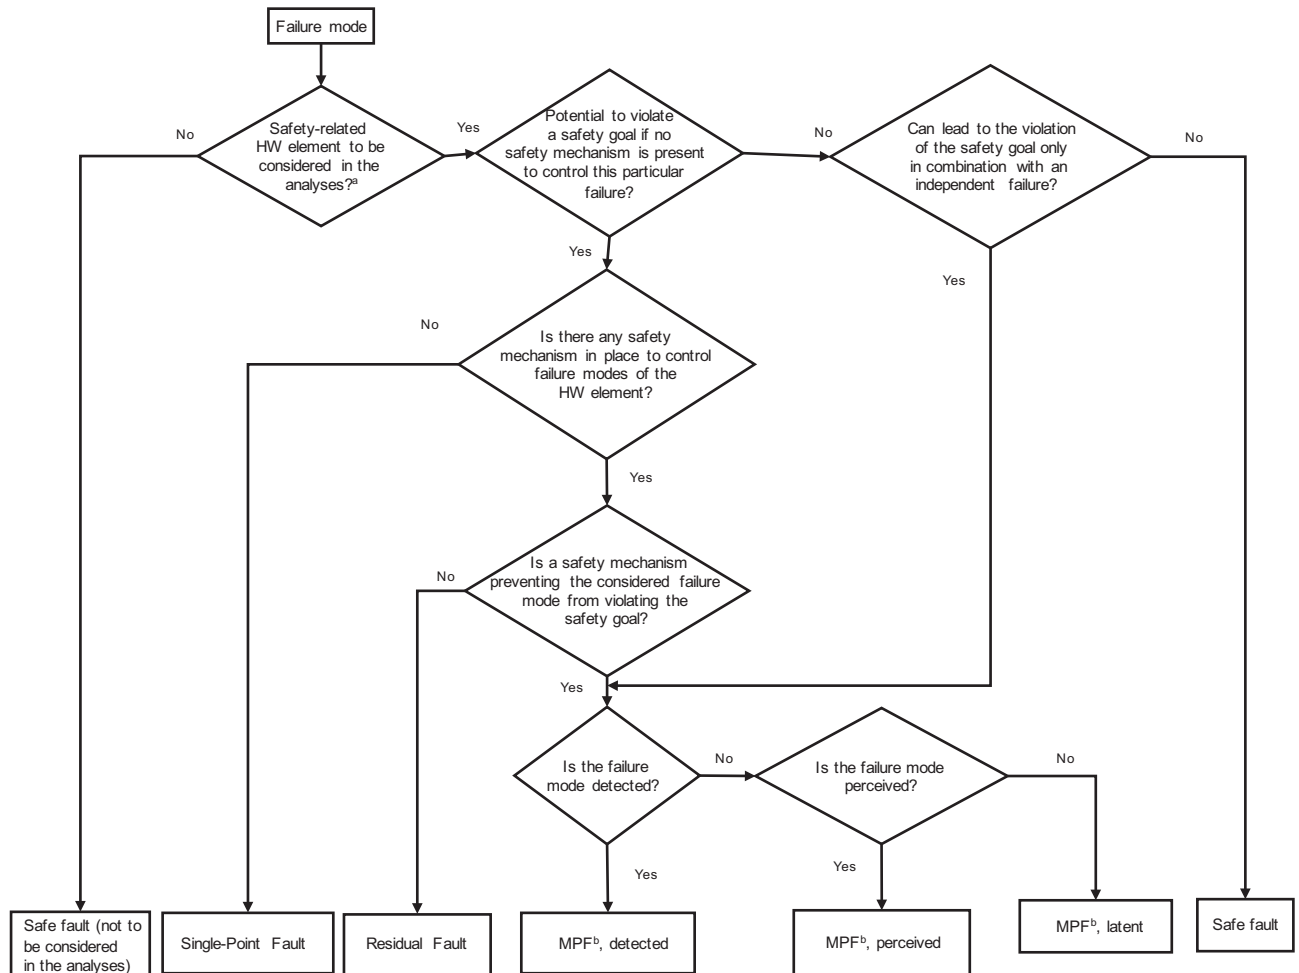 Failure mode
No
Safety-related
HW element to be
considered in the
analyses?ᵃ
Yes
Potential to violate
a safety goal if no
safety mechanism is present
to control this particular
failure?
No
Can lead to the violation
of the safety goal only
in combination with an
independent failure?
No
Yes
Yes
No
Is there any safety
mechanism in place to control
failure modes of the
HW element?
Yes
No
Is a safety mechanism
preventing the considered failure
mode from violating the
safety goal?
Yes
Is the failure
mode detected?
No
Is the failure mode
perceived?
No
Yes
Yes
Safe fault (not to
be considered
in the analyses)
Single-Point Fault
Residual Fault
MPFᵇ, detected
MPFᵇ, perceived
MPFᵇ, latent
Safe fault